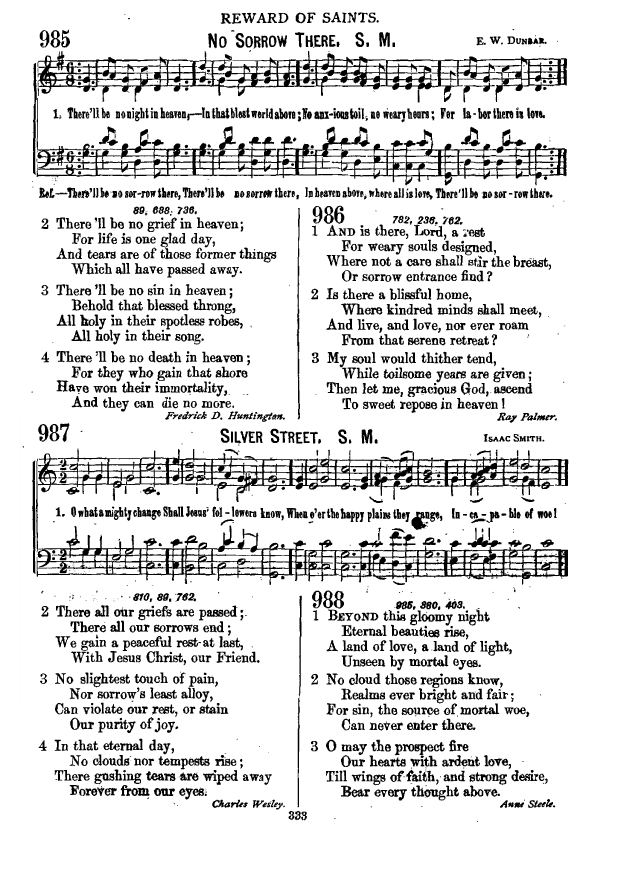 REWARD OF SAINTS.
985
NO SORROW THERE. S. M.
E. W. DUNBAR.
1. There'll be no night in heaven,—In that blest world above; No anx-ious toil, no weary hours; For la-bor there is love.
REF.—There'll be no sor-row there, There'll be no sorrow there, In heaven above, where all is love, There'll be no sor-row there.
89, 688, 736.
2 There 'll be no grief in heaven;
For life is one glad day,
And tears are of those former things
Which all have passed away.
3 There 'll be no sin in heaven;
Behold that blessed throng,
All holy in their spotless robes,
All holy in their song.
4 There 'll be no death in heaven;
For they who gain that shore
Have won their immortality,
And they can die no more.
Fredrick D. Huntington.
986
782, 236, 762.
1 AND is there, Lord, a rest
For weary souls designed,
Where not a care shall stir the breast,
Or sorrow entrance find?
2 Is there a blissful home,
Where kindred minds shall meet,
And live, and love, nor ever roam
From that serene retreat?
3 My soul would thither tend,
While toilsome years are given;
Then let me, gracious God, ascend
To sweet repose in heaven!
Ray Palmer.
987
SILVER STREET. S. M.
ISAAC SMITH.
1. O what a mighty change Shall Jesus' fol-lowers know, When e'er the happy plains they range, In-ca-pa-ble of woe!
810, 89, 762.
2 There all our griefs are passed;
There all our sorrows end;
We gain a peaceful rest at last,
With Jesus Christ, our Friend.
3 No slightest touch of pain,
Nor sorrow's least alloy,
Can violate our rest, or stain
Our purity of joy.
4 In that eternal day,
No clouds nor tempests rise;
There gushing tears are wiped away
Forever from our eyes.
Charles Wesley.
988
985, 380, 403.
1 BEYOND this gloomy night
Eternal beauties rise,
A land of love, a land of light,
Unseen by mortal eyes.
2 No cloud those regions know,
Realms ever bright and fair;
For sin, the source of mortal woe,
Can never enter there.
3 O may the prospect fire
Our hearts with ardent love,
Till wings of faith, and strong desire,
Bear every thought above.
Anne Steele.
333